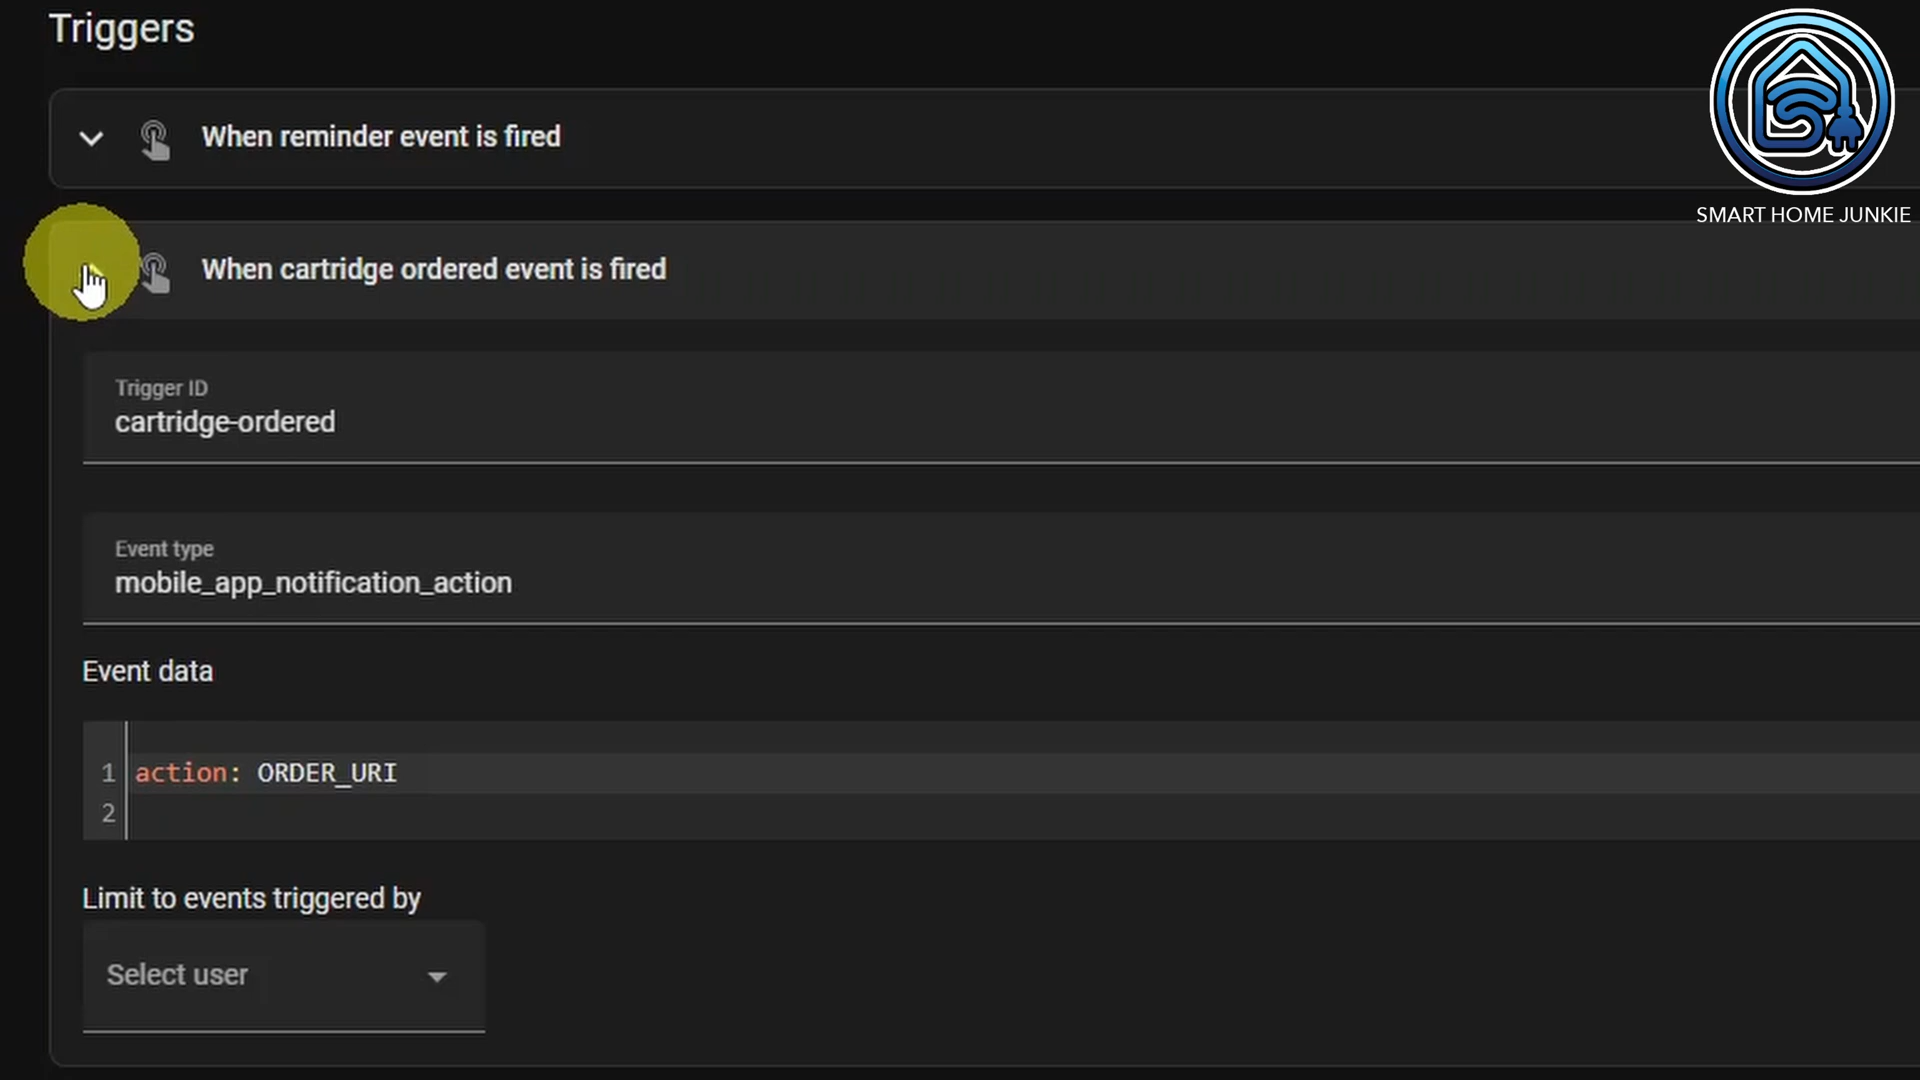 Triggers
When reminder event is fired
SMART HOME JUNKIE
When cartridge ordered event is fired
Trigger ID
cartridge-ordered
Event type
mobile_app_notification_action
Event data
1 action: ORDER_URI
2
Limit to events triggered by
Select user